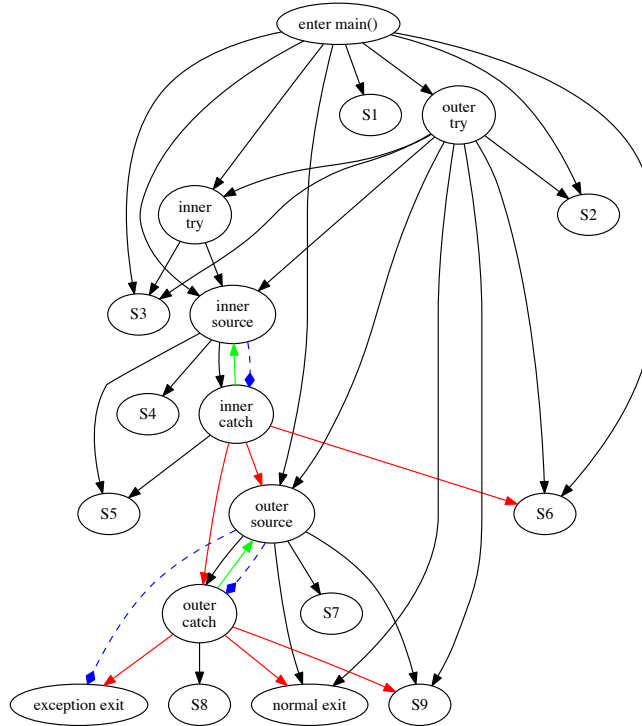 enter main()
S1
outer
try
inner
try
S2
S3
inner
source
S4
inner
catch
S5
outer
source
S6
outer
catch
S7
exception exit
S8
normal exit
S9